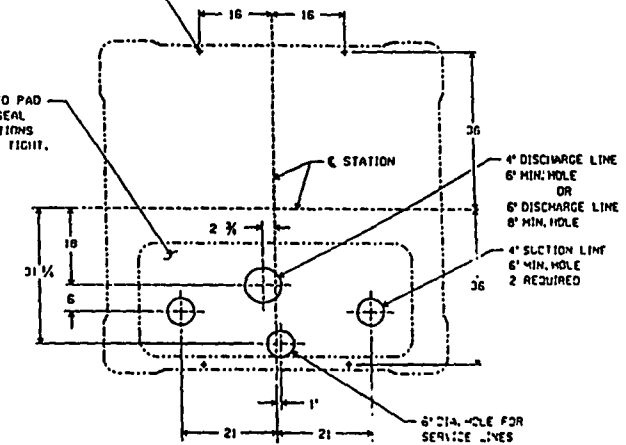 16 16
PAD
SEAL
TIGHT.
36
℄ STATION
4" DISCHARGE LINE
6" MIN. HOLE
OR
6" DISCHARGE LINE
8" MIN. HOLE
2 ⅜
18
31 ¼
6
4" SUCTION LINE
6" MIN. HOLE
2 REQUIRED
36
1"
21 21
6" DIA. HOLE FOR
SERVICE LINES